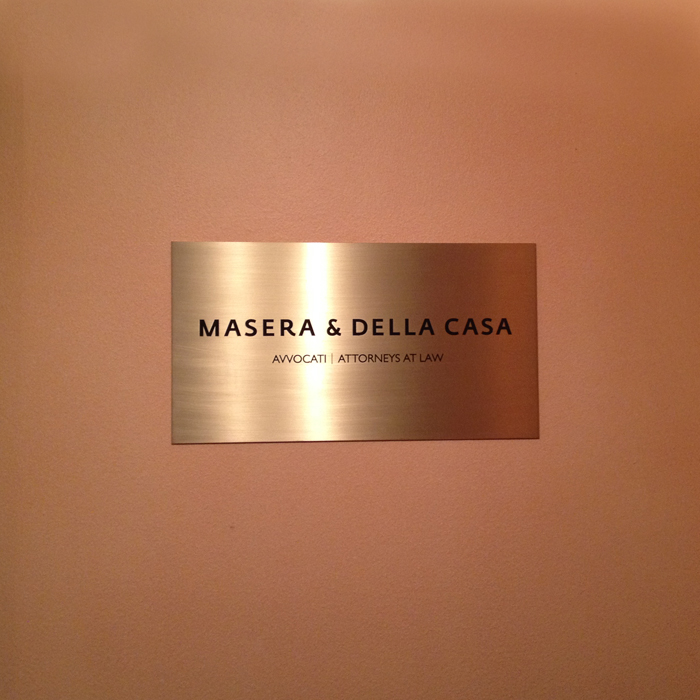 MASERA & DELLA CASA
AVVOCATI | ATTORNEYS AT LAW